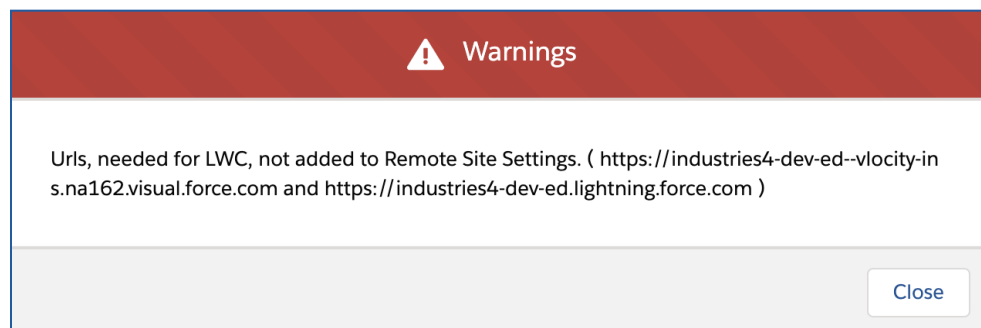 Warnings
Urls, needed for LWC, not added to Remote Site Settings. ( https://industries4-dev-ed--vlocity-in
s.na162.visual.force.com and https://industries4-dev-ed.lightning.force.com )
Close